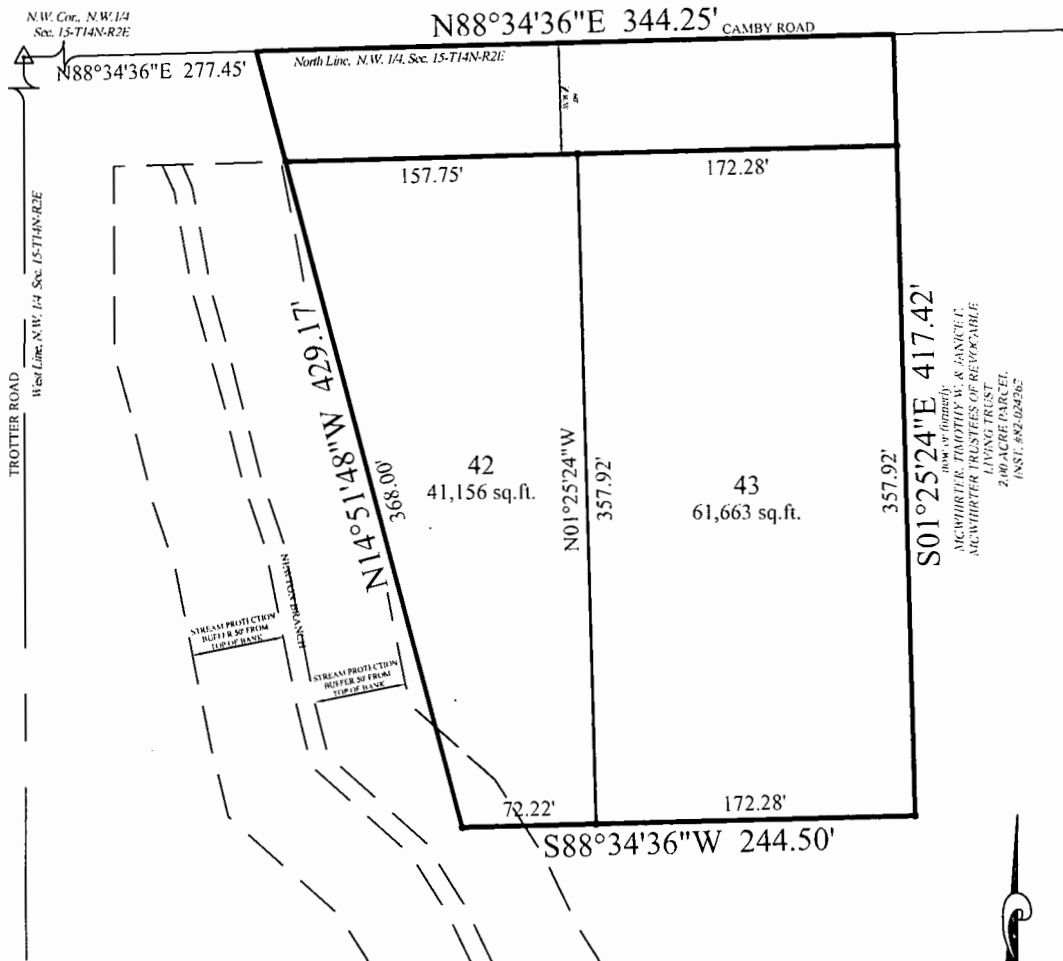 N.W. Cor., N.W.1/4
Sec. 15-T14N-R2E
N88°34'36"E 344.25'
CAMBY ROAD
N88°34'36"E 277.45'
North Line, N.W. 1/4, Sec. 15-T14N-R2E
R/W
157.75'
172.28'
TROTTER ROAD
West Line, N.W. 1/4 Sec. 15-T14N-R2E
N14°51'48"W 429.17'
368.00'
42
41,156 sq.ft.
N01°25'24"W
357.92'
43
61,663 sq.ft.
357.92'
S01°25'24"E 417.42'
now or formerly
MCWHIRTER, TIMOTHY W. & JANICE T.
MCWHIRTER TRUSTEES OF REVOCABLE
LIVING TRUST
2.00 ACRE PARCEL
INST. #82-024262
NEWTON BRANCH
STREAM PROTECTION
BUFFER 50' FROM
TOP OF BANK
STREAM PROTECTION
BUFFER 50' FROM
TOP OF BANK
72.22'
172.28'
S88°34'36"W 244.50'